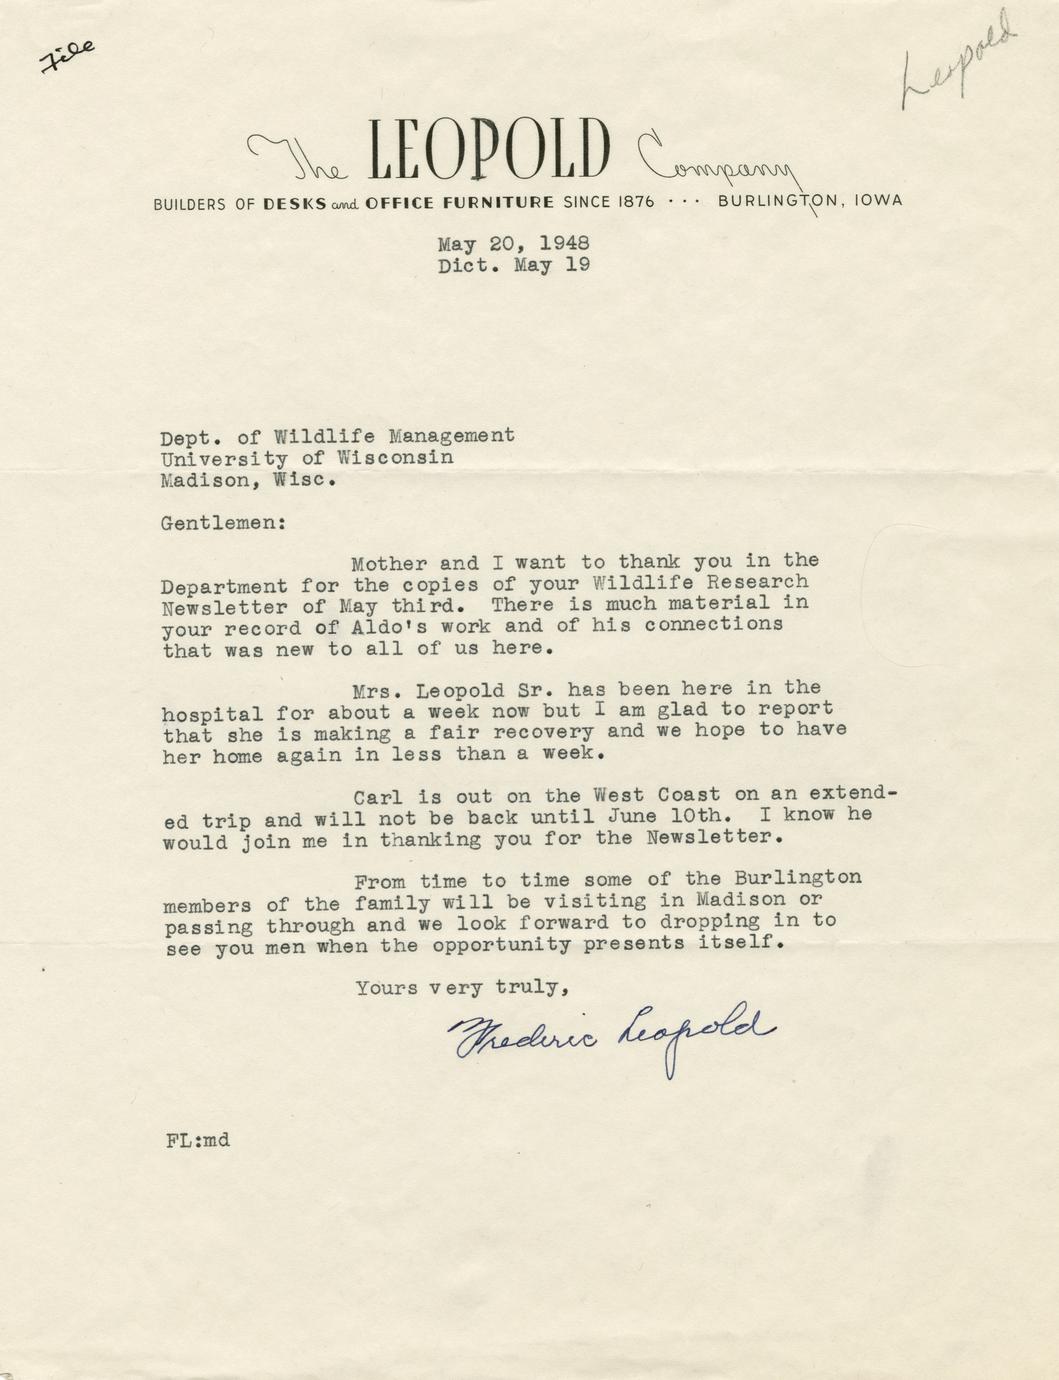 File
Leopold
The LEOPOLD Company
BUILDERS OF DESKS and OFFICE FURNITURE SINCE 1876 · · · BURLINGTON, IOWA
May 20, 1948
Dict. May 19
Dept. of Wildlife Management
University of Wisconsin
Madison, Wisc.
Gentlemen:
Mother and I want to thank you in the
Department for the copies of your Wildlife Research
Newsletter of May third. There is much material in
your record of Aldo's work and of his connections
that was new to all of us here.
Mrs. Leopold Sr. has been here in the
hospital for about a week now but I am glad to report
that she is making a fair recovery and we hope to have
her home again in less than a week.
Carl is out on the West Coast on an extend-
ed trip and will not be back until June 10th. I know he
would join me in thanking you for the Newsletter.
From time to time some of the Burlington
members of the family will be visiting in Madison or
passing through and we look forward to dropping in to
see you men when the opportunity presents itself.
Yours very truly,
Frederic Leopold
FL:md